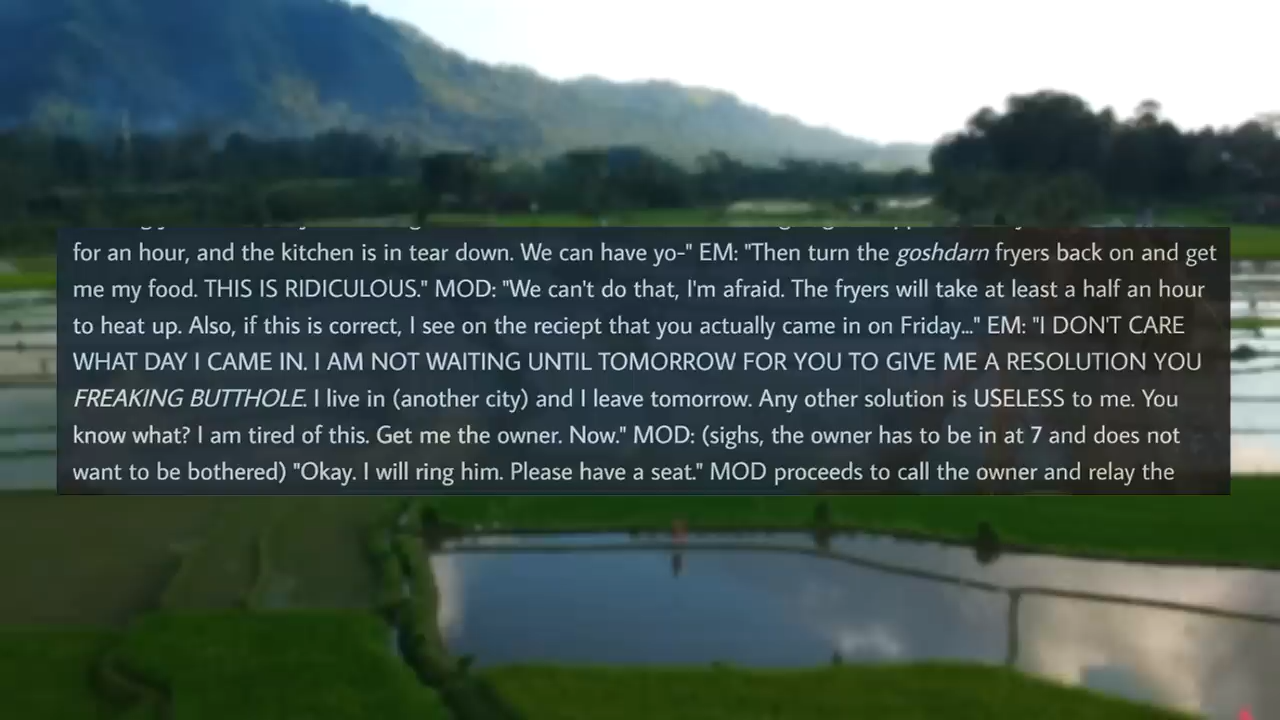 for an hour, and the kitchen is in tear down. We can have yo-" EM: "Then turn the goshdarn fryers back on and get
me my food. THIS IS RIDICULOUS." MOD: "We can't do that, I'm afraid. The fryers will take at least a half an hour
to heat up. Also, if this is correct, I see on the reciept that you actually came in on Friday..." EM: "I DON'T CARE
WHAT DAY I CAME IN. I AM NOT WAITING UNTIL TOMORROW FOR YOU TO GIVE ME A RESOLUTION YOU
FREAKING BUTTHOLE. I live in (another city) and I leave tomorrow. Any other solution is USELESS to me. You
know what? I am tired of this. Get me the owner. Now." MOD: (sighs, the owner has to be in at 7 and does not
want to be bothered) "Okay. I will ring him. Please have a seat." MOD proceeds to call the owner and relay the